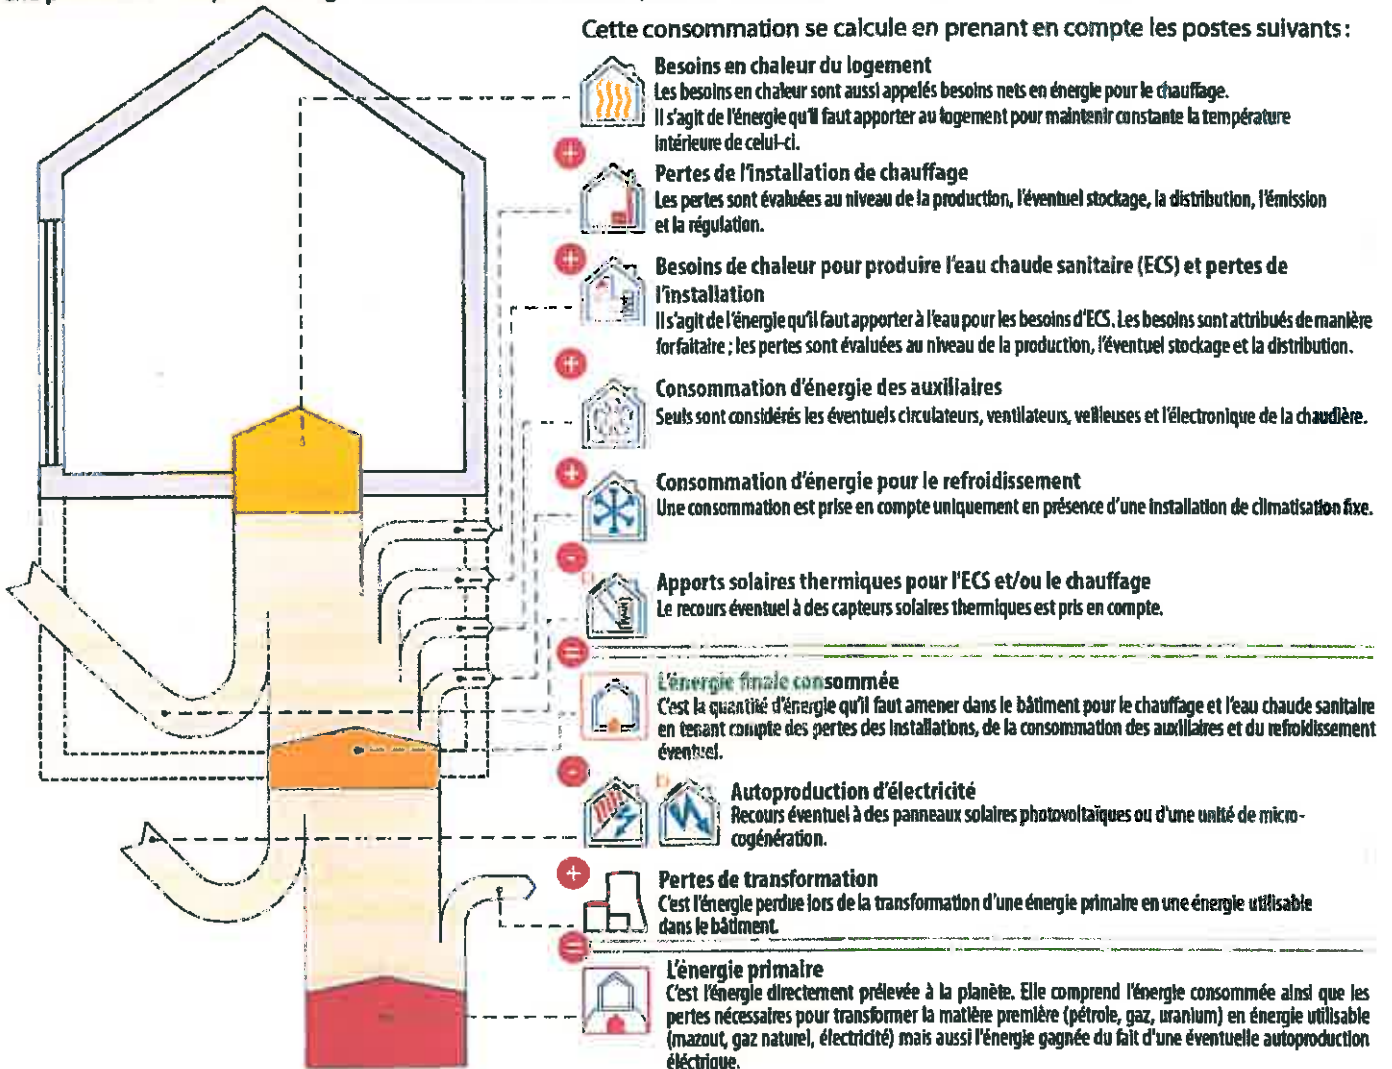 Cette consommation se calcule en prenant en compte les postes suivants :
Besoins en chaleur du logement
Les besoins en chaleur sont aussi appelés besoins nets en énergie pour le chauffage.
Il s'agit de l'énergie qu'il faut apporter au logement pour maintenir constante la température
intérieure de celui-ci.
+
Pertes de l'installation de chauffage
Les pertes sont évaluées au niveau de la production, l'éventuel stockage, la distribution, l'émission
et la régulation.
+
Besoins de chaleur pour produire l'eau chaude sanitaire (ECS) et pertes de
l'installation
Il s'agit de l'énergie qu'il faut apporter à l'eau pour les besoins d'ECS. Les besoins sont attribués de manière
forfaitaire ; les pertes sont évaluées au niveau de la production, l'éventuel stockage et la distribution.
+
Consommation d'énergie des auxiliaires
Seuls sont considérés les éventuels circulateurs, ventilateurs, veilleuses et l'électronique de la chaudière.
+
Consommation d'énergie pour le refroidissement
Une consommation est prise en compte uniquement en présence d'une installation de climatisation fixe.
-
Apports solaires thermiques pour l'ECS et/ou le chauffage
Le recours éventuel à des capteurs solaires thermiques est pris en compte.
=
L'énergie finale consommée
C'est la quantité d'énergie qu'il faut amener dans le bâtiment pour le chauffage et l'eau chaude sanitaire
en tenant compte des pertes des installations, de la consommation des auxiliaires et du refroidissement
éventuel.
-
Autoproduction d'électricité
Recours éventuel à des panneaux solaires photovoltaïques ou d'une unité de micro-
cogénération.
+
Pertes de transformation
C'est l'énergie perdue lors de la transformation d'une énergie primaire en une énergie utilisable
dans le bâtiment.
=
L'énergie primaire
C'est l'énergie directement prélevée à la planète. Elle comprend l'énergie consommée ainsi que les
pertes nécessaires pour transformer la matière première (pétrole, gaz, uranium) en énergie utilisable
(mazout, gaz naturel, électricité) mais aussi l'énergie gagnée du fait d'une éventuelle autoproduction
éléctrique.